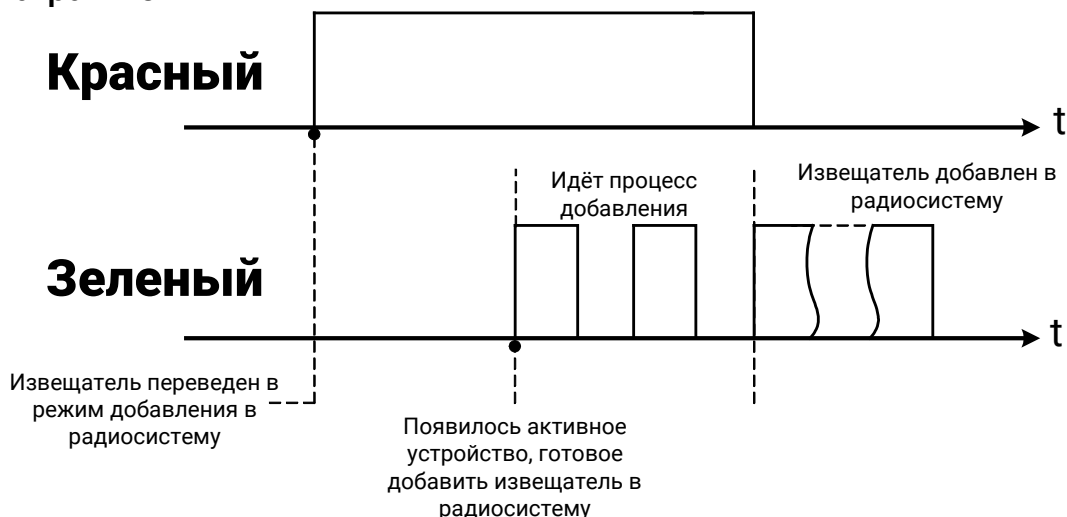 Красный
t
Идёт процесс
добавления
Извещатель добавлен в
радиосистему
Зеленый
t
Извещатель переведен в
режим добавления в
радиосистему
Появилось активное
устройство, готовое
добавить извещатель в
радиосистему